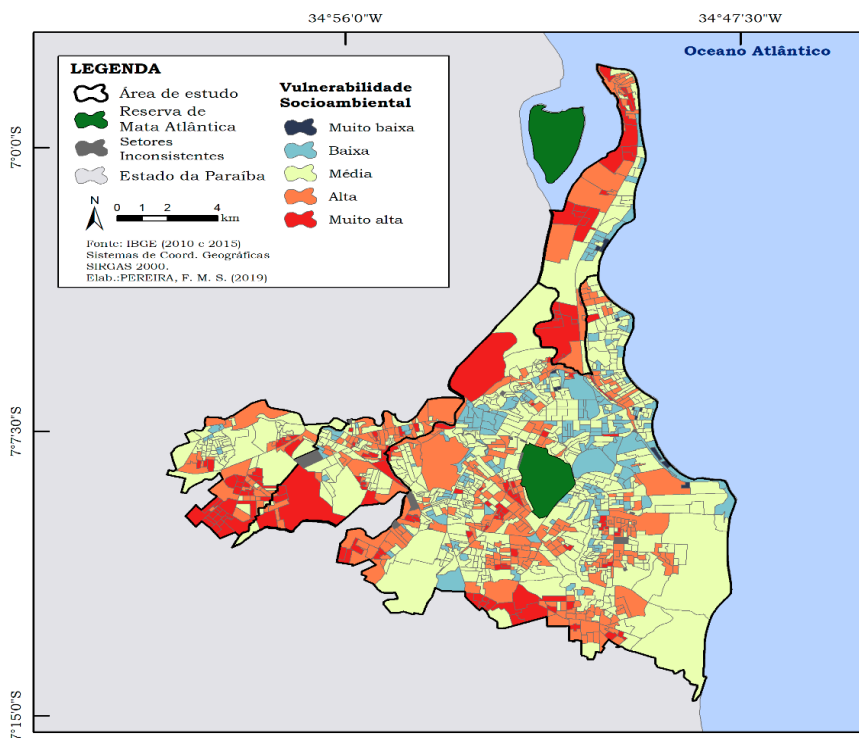 34°56'0"W
34°47'30"W
Oceano Atlântico
LEGENDA
Área de estudo
Reserva de
Mata Atlântica
Setores
Inconsistentes
Estado da Paraíba
Vulnerabilidade
Socioambiental
Muito baixa
Baixa
Média
Alta
Muito alta
N
0 1 2 4
km
Fonte: IBGE (2010 e 2015)
Sistemas de Coord. Geográficas
SIRGAS 2000.
Elab.:PEREIRA, F. M. S. (2019)
7°0'0"S
7°7'30"S
7°15'0"S